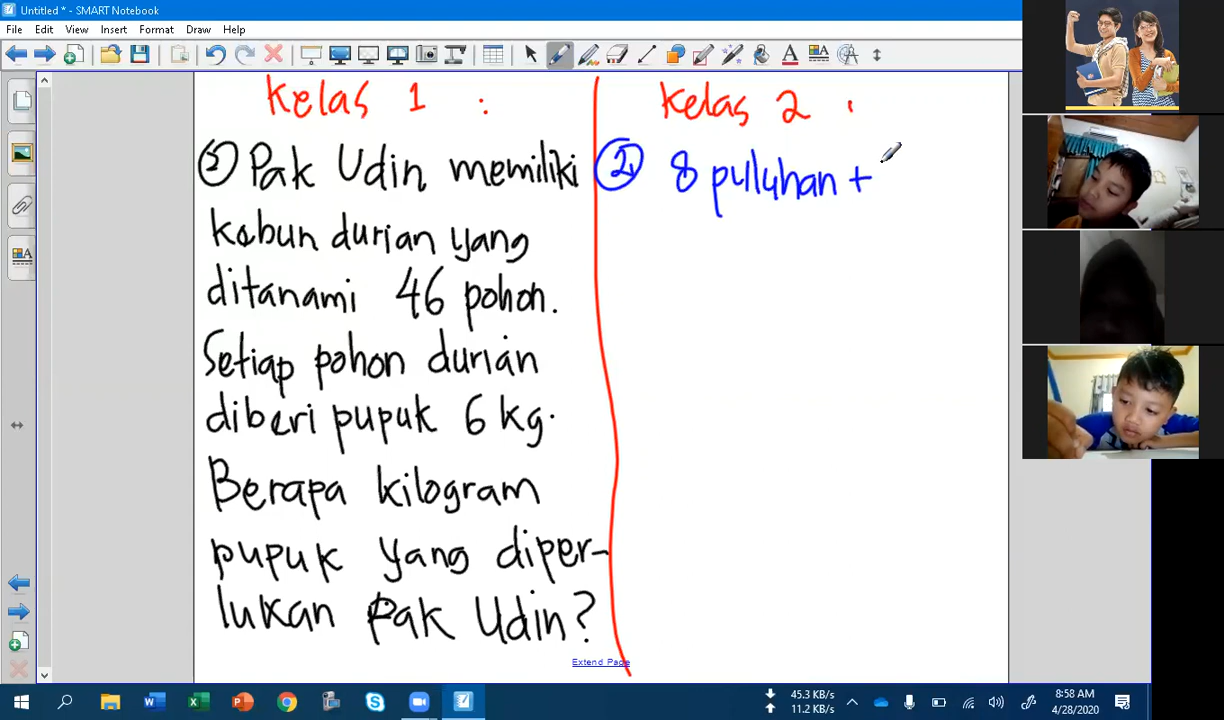 Untitled * - SMART Notebook
File Edit View Insert Format Draw Help
Kelas 1 :
2 Pak Udin memiliki
kebun durian yang
ditanami 46 pohon.
Setiap pohon durian
diberi pupuk 6 kg.
Berapa kilogram
pupuk yang diper-
lukan Pak Udin?
Kelas 2
2 8 puluhan +
Extend Page
45.3 KB/s
11.2 KB/s
8:58 AM
4/28/2020